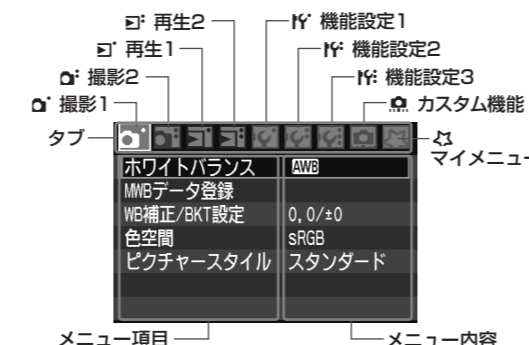 再生2
機能設定1
再生1
機能設定2
撮影2
機能設定3
撮影1
カスタム機能
タブ
マイメニュー
ホワイトバランス AWB
MWBデータ登録
WB補正/BKT設定 0,0/±0
色空間 sRGB
ピクチャースタイル スタンダード
メニュー項目
メニュー内容